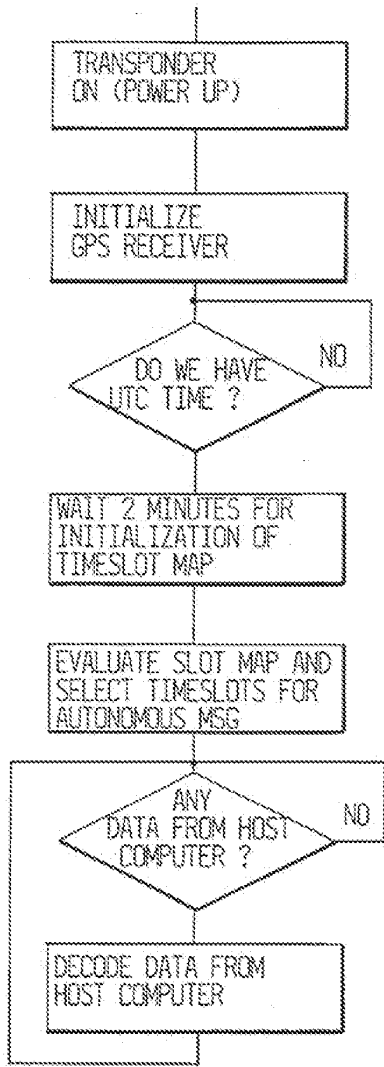 TRANSPONDER
ON (POWER UP)
INITIALIZE
GPS RECEIVER
DO WE HAVE
UTC TIME ?
NO
WAIT 2 MINUTES FOR
INITIALIZATION OF
TIMESLOT MAP
EVALUATE SLOT MAP AND
SELECT TIMESLOTS FOR
AUTONOMOUS MSG
ANY
DATA FROM HOST
COMPUTER ?
NO
DECODE DATA FROM
HOST COMPUTER